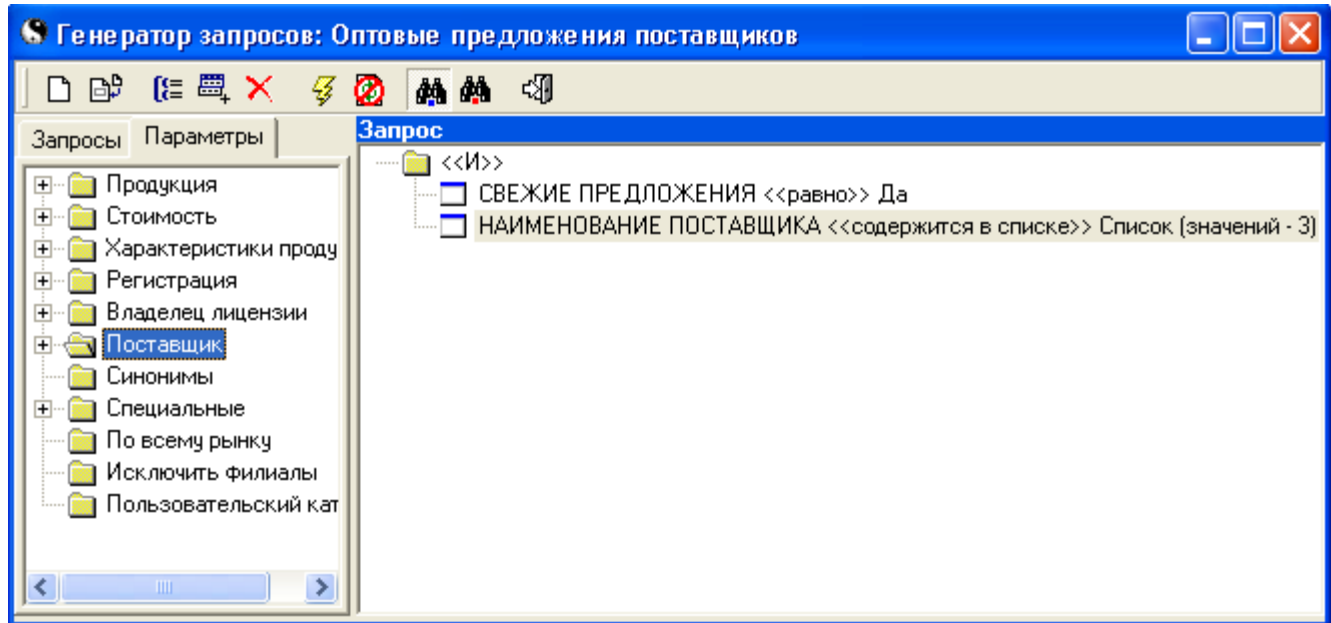 Генератор запросов: Оптовые предложения поставщиков
Запросы Параметры
Продукция
Стоимость
Характеристики проду
Регистрация
Владелец лицензии
Поставщик
Синонимы
Специальные
По всему рынку
Исключить филиалы
Пользовательский кат
Запрос
<<И>>
СВЕЖИЕ ПРЕДЛОЖЕНИЯ <<равно>> Да
НАИМЕНОВАНИЕ ПОСТАВЩИКА <<содержится в списке>> Список (значений - 3)